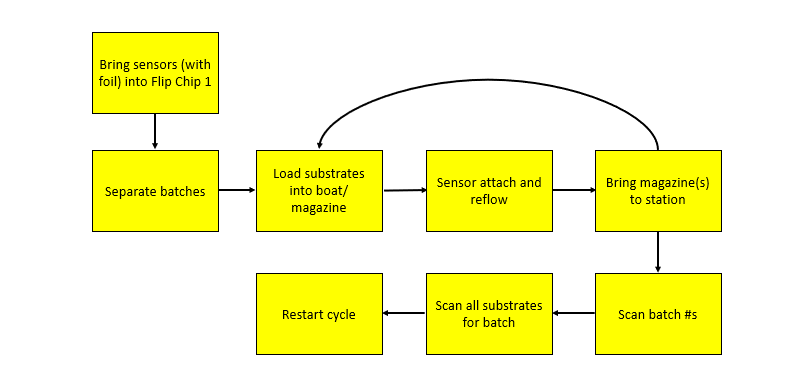 Bring sensors (with
foil) into Flip Chip 1
Separate batches
Load substrates
into boat/
magazine
Sensor attach and
reflow
Bring magazine(s)
to station
Scan batch #s
Scan all substrates
for batch
Restart cycle